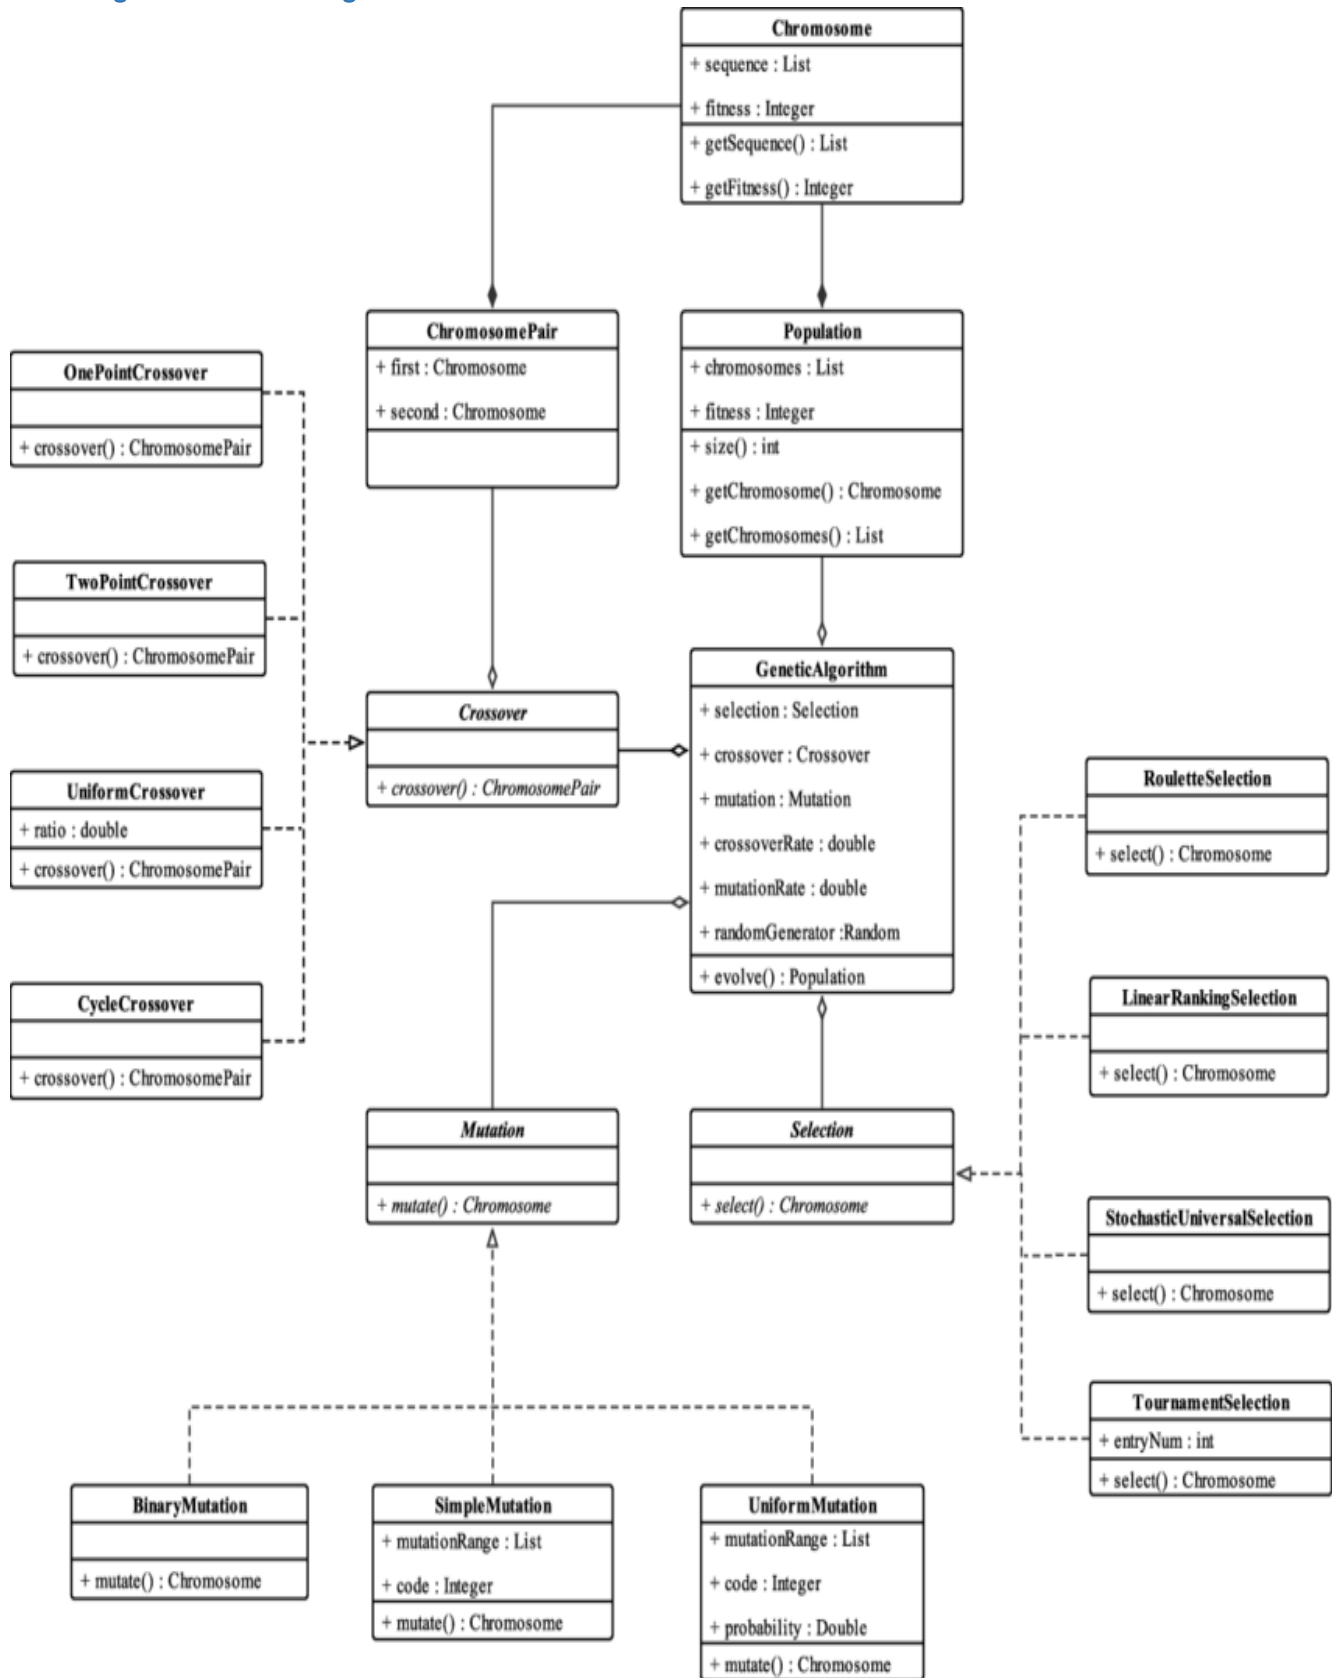 Chromosome
+ sequence : List
+ fitness : Integer
+ getSequence() : List
+ getFitness() : Integer
ChromosomePair
+ first : Chromosome
+ second : Chromosome
Population
+ chromosomes : List
+ fitness : Integer
+ size() : int
+ getChromosome() : Chromosome
+ getChromosomes() : List
OnePointCrossover
+ crossover() : ChromosomePair
TwoPointCrossover
+ crossover() : ChromosomePair
UniformCrossover
+ ratio : double
+ crossover() : ChromosomePair
CycleCrossover
+ crossover() : ChromosomePair
Crossover
+ crossover() : ChromosomePair
GeneticAlgorithm
+ selection : Selection
+ crossover : Crossover
+ mutation : Mutation
+ crossoverRate : double
+ mutationRate : double
+ randomGenerator :Random
+ evolve() : Population
RouletteSelection
+ select() : Chromosome
LinearRankingSelection
+ select() : Chromosome
StochasticUniversalSelection
+ select() : Chromosome
TournamentSelection
+ entryNum : int
+ select() : Chromosome
Mutation
+ mutate() : Chromosome
Selection
+ select() : Chromosome
BinaryMutation
+ mutate() : Chromosome
SimpleMutation
+ mutationRange : List
+ code : Integer
+ mutate() : Chromosome
UniformMutation
+ mutationRange : List
+ code : Integer
+ probability : Double
+ mutate() : Chromosome